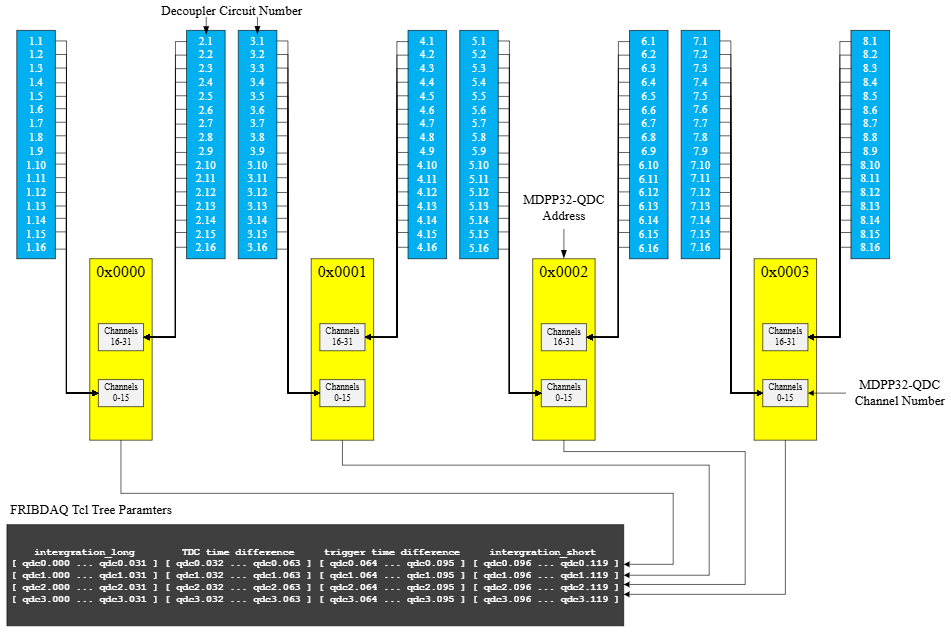 Decoupler Circuit Number
1.1 2.1 3.1 4.1 5.1 6.1 7.1 8.1
1.2 2.2 3.2 4.2 5.2 6.2 7.2 8.2
1.3 2.3 3.3 4.3 5.3 6.3 7.3 8.3
1.4 2.4 3.4 4.4 5.4 6.4 7.4 8.4
1.5 2.5 3.5 4.5 5.5 6.5 7.5 8.5
1.6 2.6 3.6 4.6 5.6 6.6 7.6 8.6
1.7 2.7 3.7 4.7 5.7 6.7 7.7 8.7
1.8 2.8 3.8 4.8 5.8 6.8 7.8 8.8
1.9 2.9 3.9 4.9 5.9 6.9 7.9 8.9
1.10 2.10 3.10 4.10 5.10 6.10 7.10 8.10
1.11 2.11 3.11 4.11 5.11 6.11 7.11 8.11
1.12 2.12 3.12 4.12 5.12 6.12 7.12 8.12
1.13 2.13 3.13 4.13 5.13 6.13 7.13 8.13
1.14 2.14 3.14 4.14 5.14 6.14 7.14 8.14
1.15 2.15 3.15 4.15 5.15 6.15 7.15 8.15
1.16 2.16 3.16 4.16 5.16 6.16 7.16 8.16
MDPP32-QDC
Address
0x0000 0x0001 0x0002 0x0003
Channels Channels Channels Channels
16-31 16-31 16-31 16-31
Channels Channels Channels Channels
0-15 0-15 0-15 0-15
MDPP32-QDC
Channel Number
FRIBDAQ Tcl Tree Paramters
intergration_long TDC time difference trigger time difference intergration_short
[ qdc0.000 ... qdc0.031 ] [ qdc0.032 ... qdc0.063 ] [ qdc0.064 ... qdc0.095 ] [ qdc0.096 ... qdc0.119 ]
[ qdc1.000 ... qdc1.031 ] [ qdc1.032 ... qdc1.063 ] [ qdc1.064 ... qdc1.095 ] [ qdc1.096 ... qdc1.119 ]
[ qdc2.000 ... qdc2.031 ] [ qdc2.032 ... qdc2.063 ] [ qdc2.064 ... qdc2.095 ] [ qdc2.096 ... qdc2.119 ]
[ qdc3.000 ... qdc3.031 ] [ qdc3.032 ... qdc3.063 ] [ qdc3.064 ... qdc3.095 ] [ qdc3.096 ... qdc3.119 ]